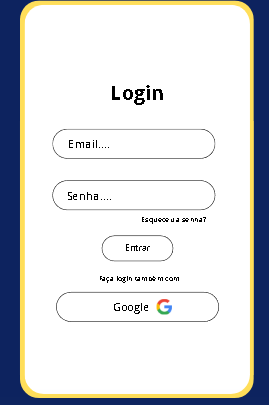 Login
Email....
Senha....
Esqueceu a senha?
Entrar
Faça login também com
Google